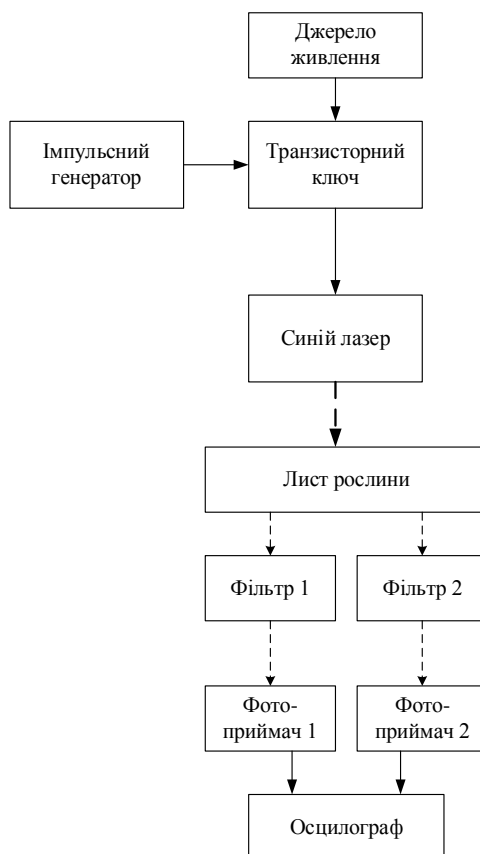 Джерело
живлення
Імпульсний
генератор
Транзисторний
ключ
Синій лазер
Лист рослини
Фільтр 1
Фільтр 2
Фото-
приймач 1
Фото-
приймач 2
Осцилограф